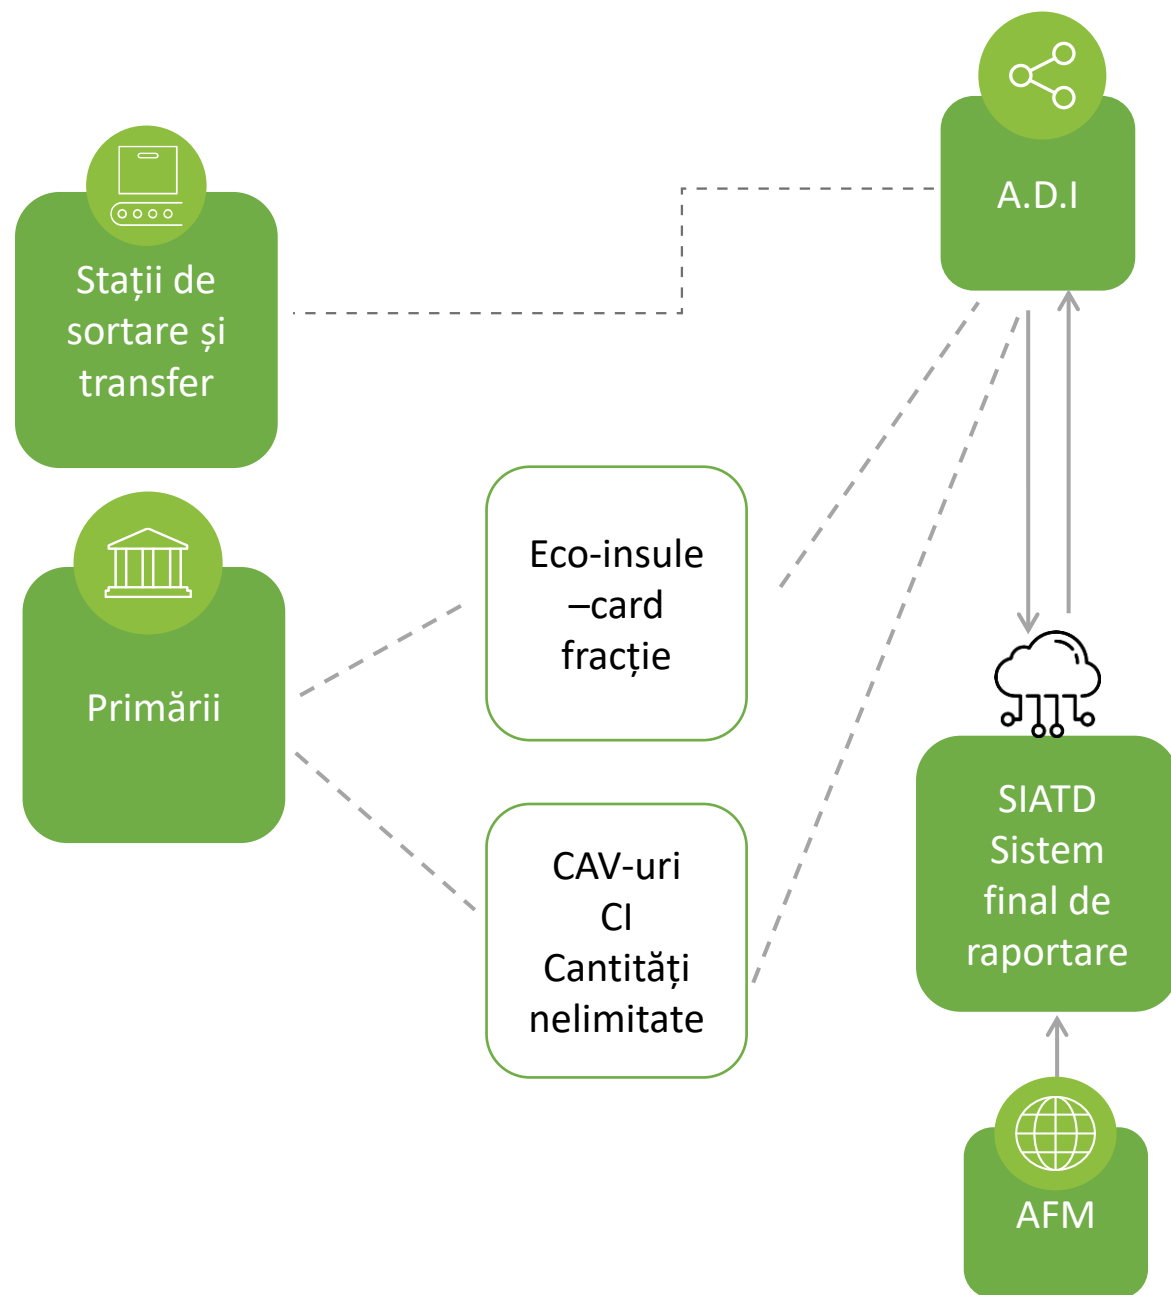 A.D.I
Stații de
sortare și
transfer
Eco-insule
–card
fracție
Primării
CAV-uri
CI
Cantități
nelimitate
SIATD
Sistem
final de
raportare
AFM